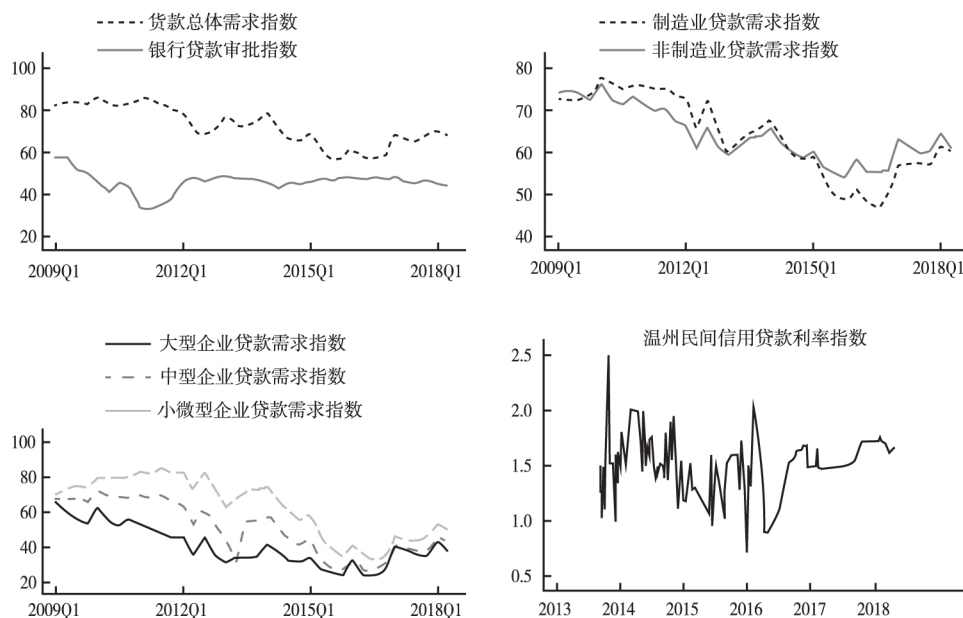 货款总体需求指数
银行贷款审批指数
100
80
60
40
20
2009Q1 2012Q1 2015Q1 2018Q1
制造业贷款需求指数
非制造业贷款需求指数
80
70
60
50
40
2009Q1 2012Q1 2015Q1 2018Q1
大型企业贷款需求指数
中型企业贷款需求指数
小微型企业贷款需求指数
100
80
60
40
20
2009Q1 2012Q1 2015Q1 2018Q1
温州民间信用贷款利率指数
2.5
2.0
1.5
1.0
0.5
2013 2014 2015 2016 2017 2018